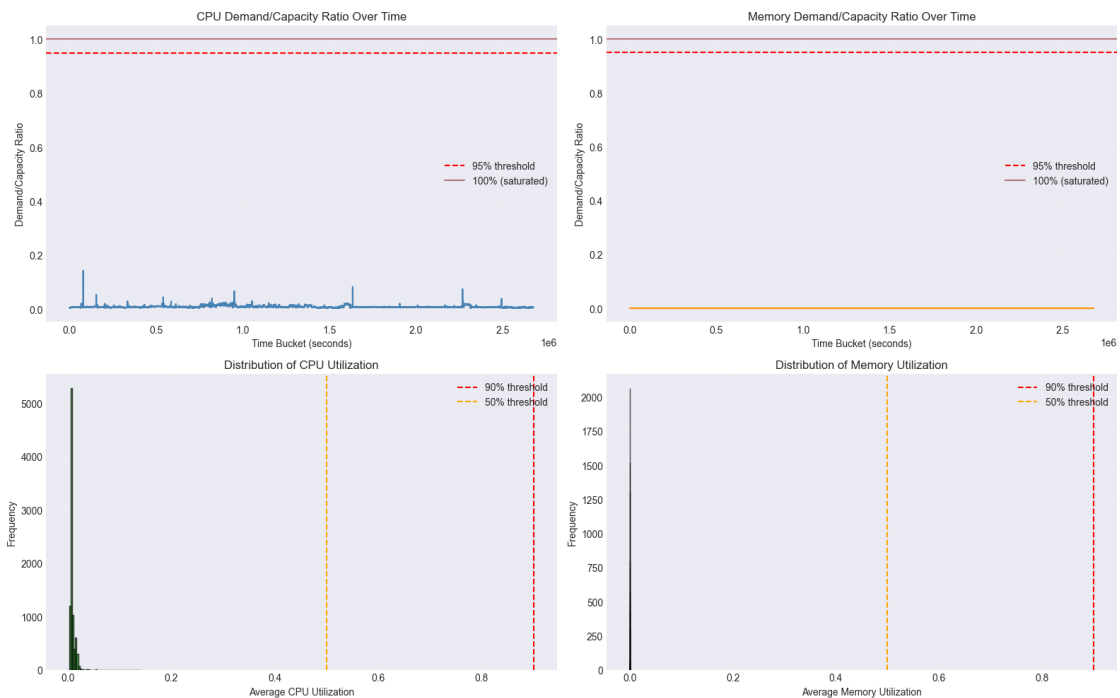 CPU Demand/Capacity Ratio Over Time
Demand/Capacity Ratio
1.0
0.8
0.6
0.4
0.2
0.0
95% threshold
100% (saturated)
0.0
0.5
1.0
1.5
2.0
2.5
1e6
Time Bucket (seconds)
Memory Demand/Capacity Ratio Over Time
Demand/Capacity Ratio
1.0
0.8
0.6
0.4
0.2
0.0
95% threshold
100% (saturated)
0.0
0.5
1.0
1.5
2.0
2.5
1e6
Time Bucket (seconds)
Distribution of CPU Utilization
Frequency
5000
4000
3000
2000
1000
0
90% threshold
50% threshold
0.0
0.2
0.4
0.6
0.8
Average CPU Utilization
Distribution of Memory Utilization
Frequency
2000
1750
1500
1250
1000
750
500
250
0
90% threshold
50% threshold
0.0
0.2
0.4
0.6
0.8
Average Memory Utilization